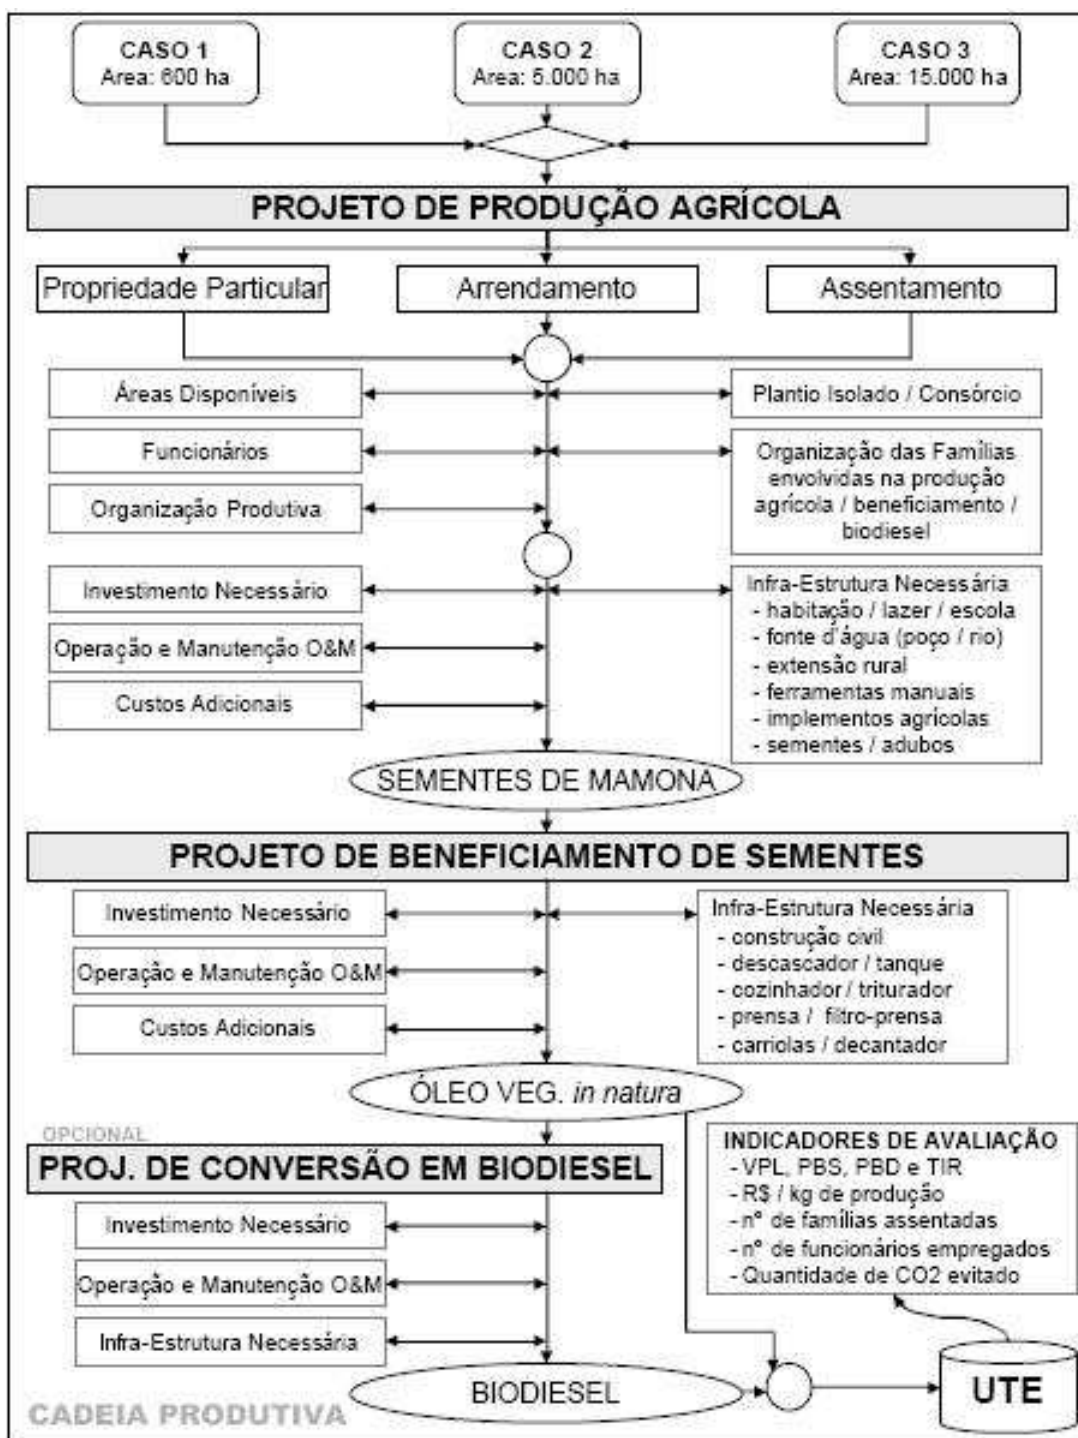 CASO 1
Area: 600 ha
CASO 2
Area: 5.000 ha
CASO 3
Area: 15.000 ha
PROJETO DE PRODUÇÃO AGRÍCOLA
Propriedade Particular
Arrendamento
Assentamento
Áreas Disponíveis
Plantio Isolado / Consórcio
Funcionários
Organização das Famílias
envolvidas na produção
agrícola / beneficiamento /
biodiesel
Organização Produtiva
Investimento Necessário
Operação e Manutenção O&M
Custos Adicionais
Infra-Estrutura Necessária
- habitação / lazer / escola
- fonte d'água (poço / rio)
- extensão rural
- ferramentas manuais
- implementos agrícolas
- sementes / adubos
SEMENTES DE MAMONA
PROJETO DE BENEFICIAMENTO DE SEMENTES
Investimento Necessário
Operação e Manutenção O&M
Custos Adicionais
Infra-Estrutura Necessária
- construção civil
- descascador / tanque
- cozinhador / triturador
- prensa / filtro-prensa
- carriolas / decantador
ÓLEO VEG. in natura
OPCIONAL
PROJ. DE CONVERSÃO EM BIODIESEL
Investimento Necessário
Operação e Manutenção O&M
Infra-Estrutura Necessária
INDICADORES DE AVALIAÇÃO
- VPL, PBS, PBD e TIR
- R$ / kg de produção
- n° de famílias assentadas
- n° de funcionários empregados
- Quantidade de CO2 evitado
BIODIESEL
UTE
CADEIA PRODUTIVA